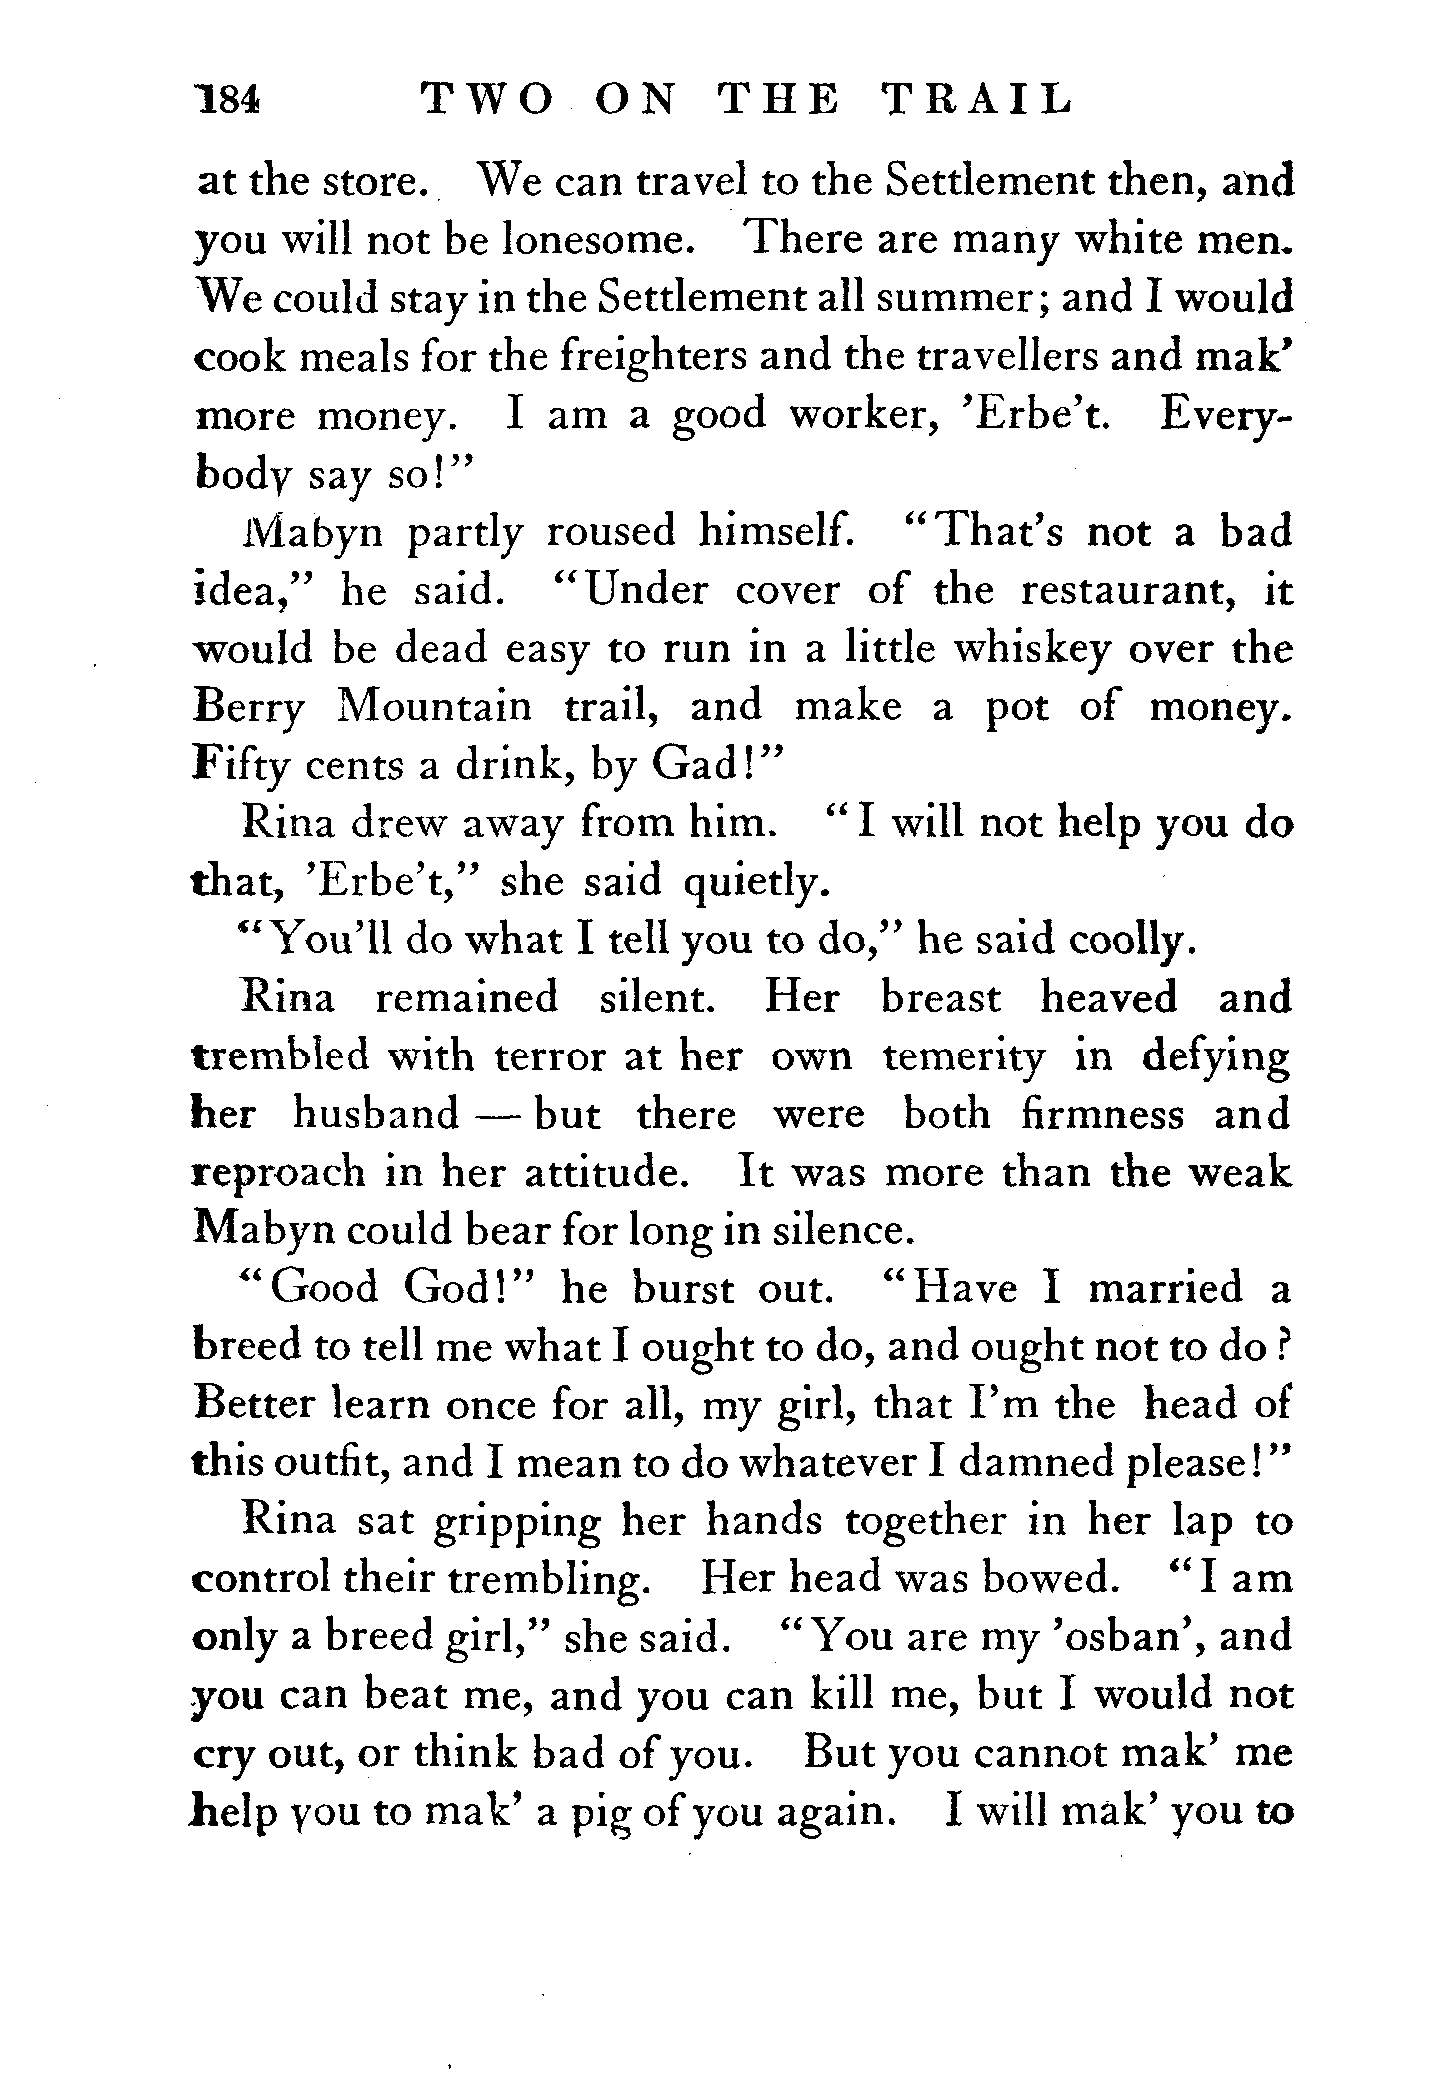 184 TWO ON THE TRAIL
at the store. We can travel to the Settlement then, and
you will not be lonesome. There are many white men.
We could stay in the Settlement all summer; and I would
cook meals for the freighters and the travellers and mak’
more money. I am a good worker, ’Erbe’t. Every-
body say so!”
Mabyn partly roused himself. “That’s not a bad
idea,” he said. “Under cover of the restaurant, it
would be dead easy to run in a little whiskey over the
Berry Mountain trail, and make a pot of money.
Fifty cents a drink, by Gad!”
Rina drew away from him. “I will not help you do
that, ’Erbe’t,” she said quietly.
“You’ll do what I tell you to do,” he said coolly.
Rina remained silent. Her breast heaved and
trembled with terror at her own temerity in defying
her husband — but there were both firmness and
reproach in her attitude. It was more than the weak
Mabyn could bear for long in silence.
“Good God!” he burst out. “Have I married a
breed to tell me what I ought to do, and ought not to do?
Better learn once for all, my girl, that I’m the head of
this outfit, and I mean to do whatever I damned please!”
Rina sat gripping her hands together in her lap to
control their trembling. Her head was bowed. “I am
only a breed girl,” she said. “You are my ’osban’, and
you can beat me, and you can kill me, but I would not
cry out, or think bad of you. But you cannot mak’ me
help you to mak’ a pig of you again. I will mak’ you to